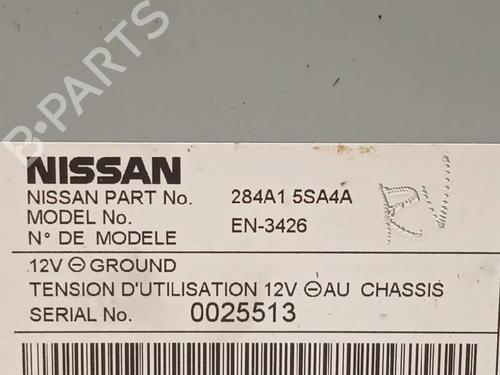 B-PARTS
NISSAN
NISSAN PART No. 284A1 5SA4A
MODEL No. EN-3426
N° DE MODELE
12V ⊖ GROUND
TENSION D'UTILISATION 12V ⊖ AU CHASSIS
SERIAL No. 0025513